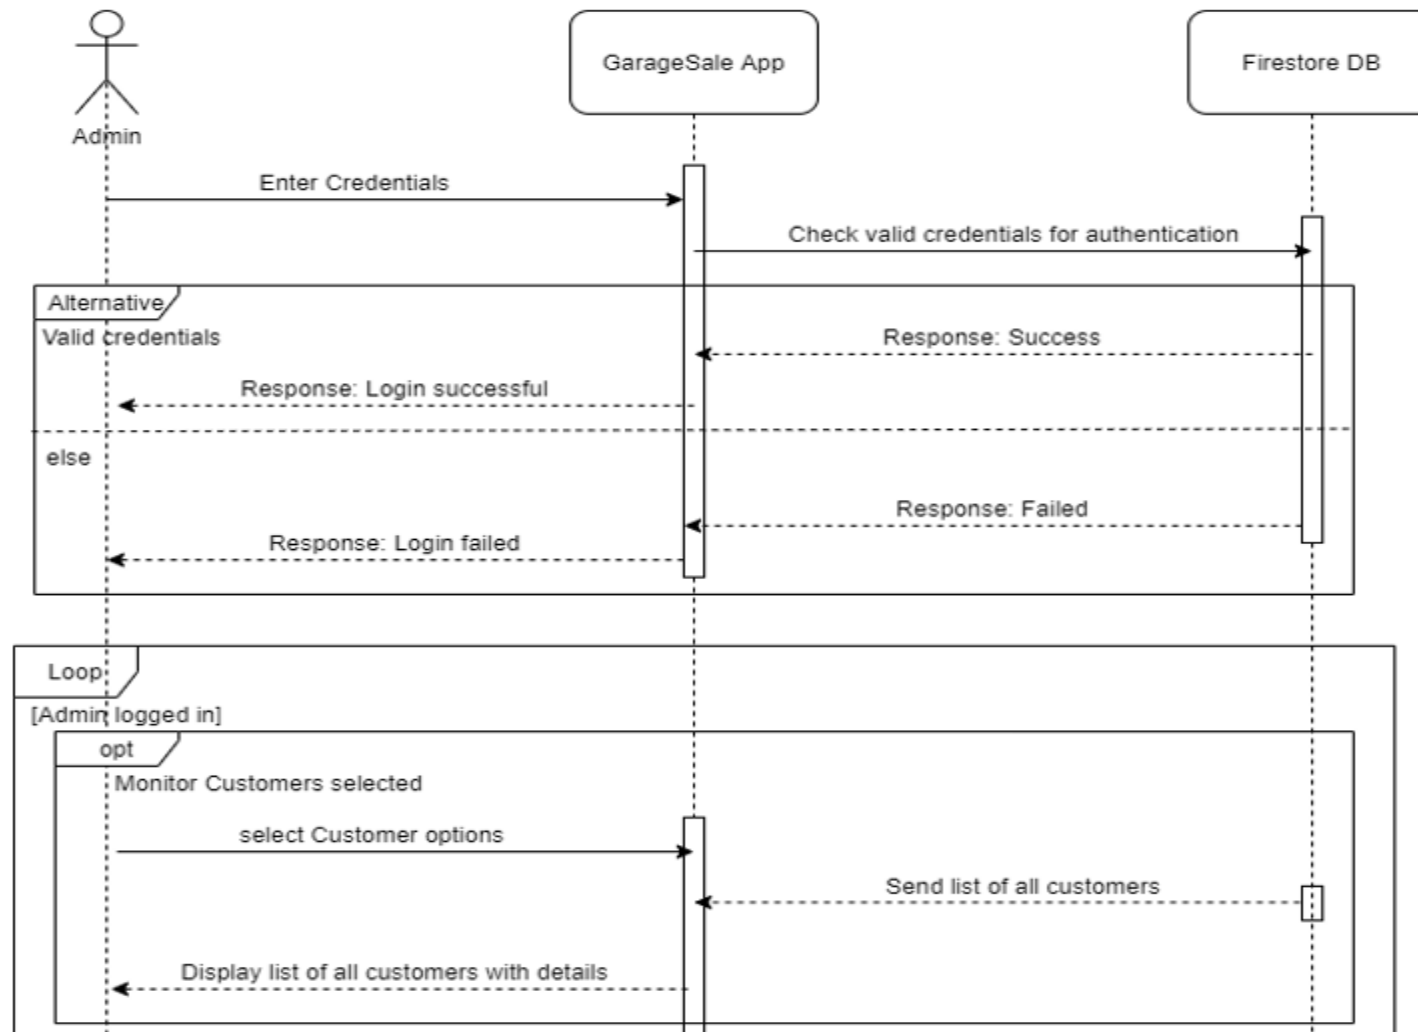 GarageSale App
Firestore DB
Admin
Enter Credentials
Check valid credentials for authentication
Alternative
Valid credentials
Response: Success
Response: Login successful
else
Response: Failed
Response: Login failed
Loop
[Admin logged in]
opt
Monitor Customers selected
select Customer options
Send list of all customers
Display list of all customers with details